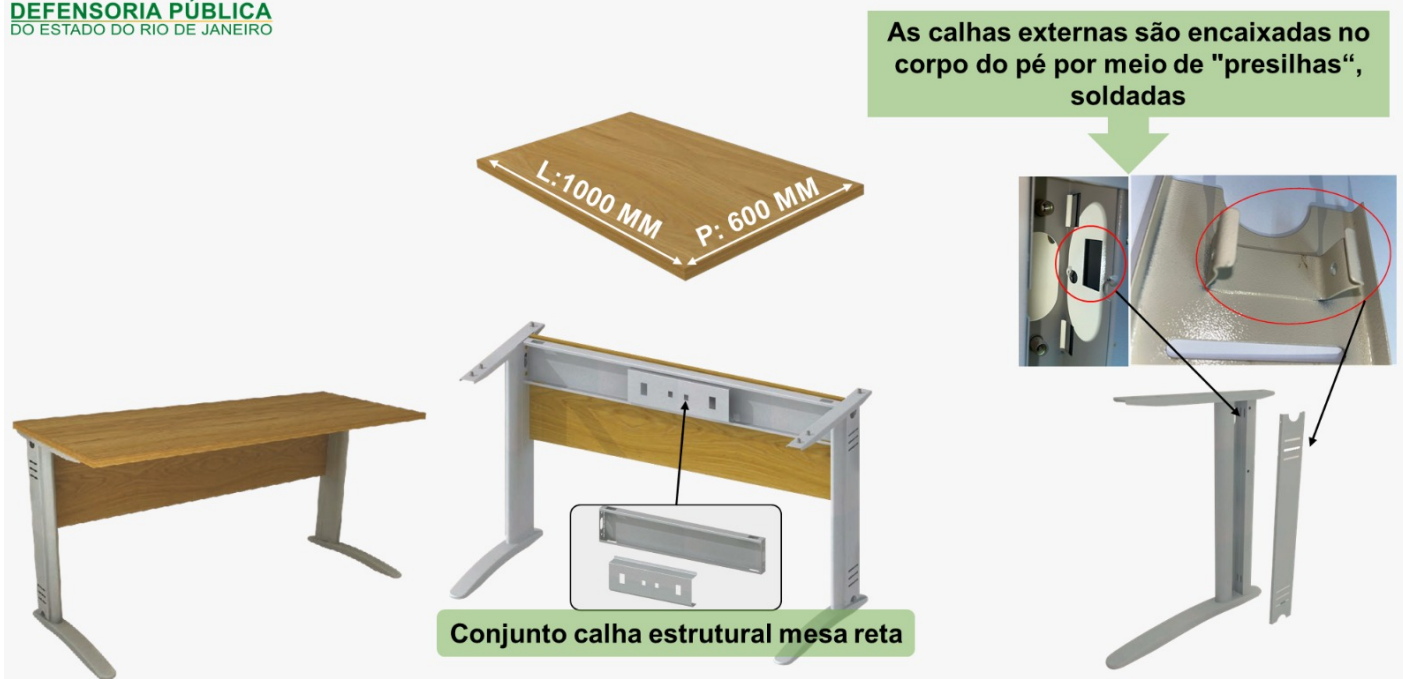 DEFENSORIA PÚBLICA
DO ESTADO DO RIO DE JANEIRO
As calhas externas são encaixadas no
corpo do pé por meio de "presilhas“,
soldadas
L:1000 MM
P: 600 MM
Conjunto calha estrutural mesa reta